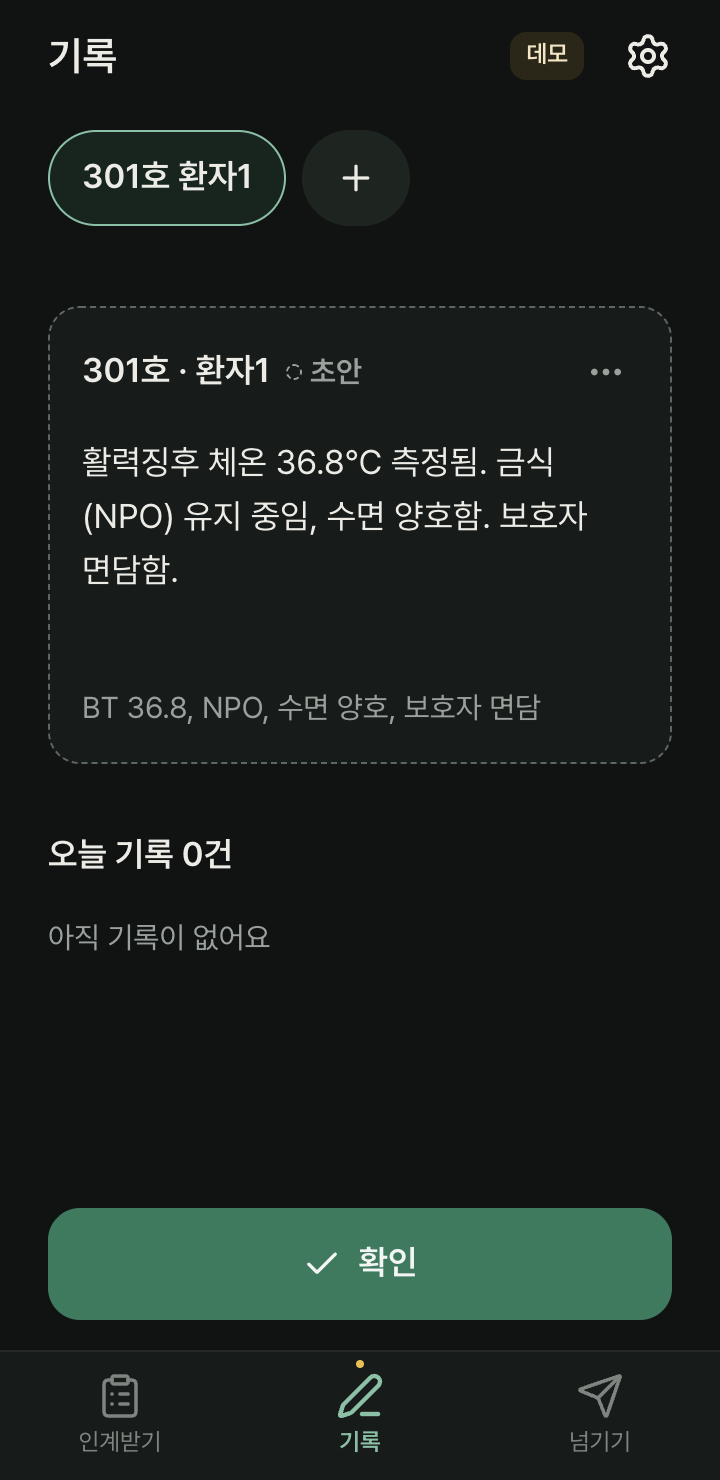 기록
데모
301호 환자1
301호 · 환자1 초안
활력징후 체온 36.8°C 측정됨. 금식
(NPO) 유지 중임, 수면 양호함. 보호자
면담함.
BT 36.8, NPO, 수면 양호, 보호자 면담
오늘 기록 0건
아직 기록이 없어요
확인
인계받기
기록
넘기기